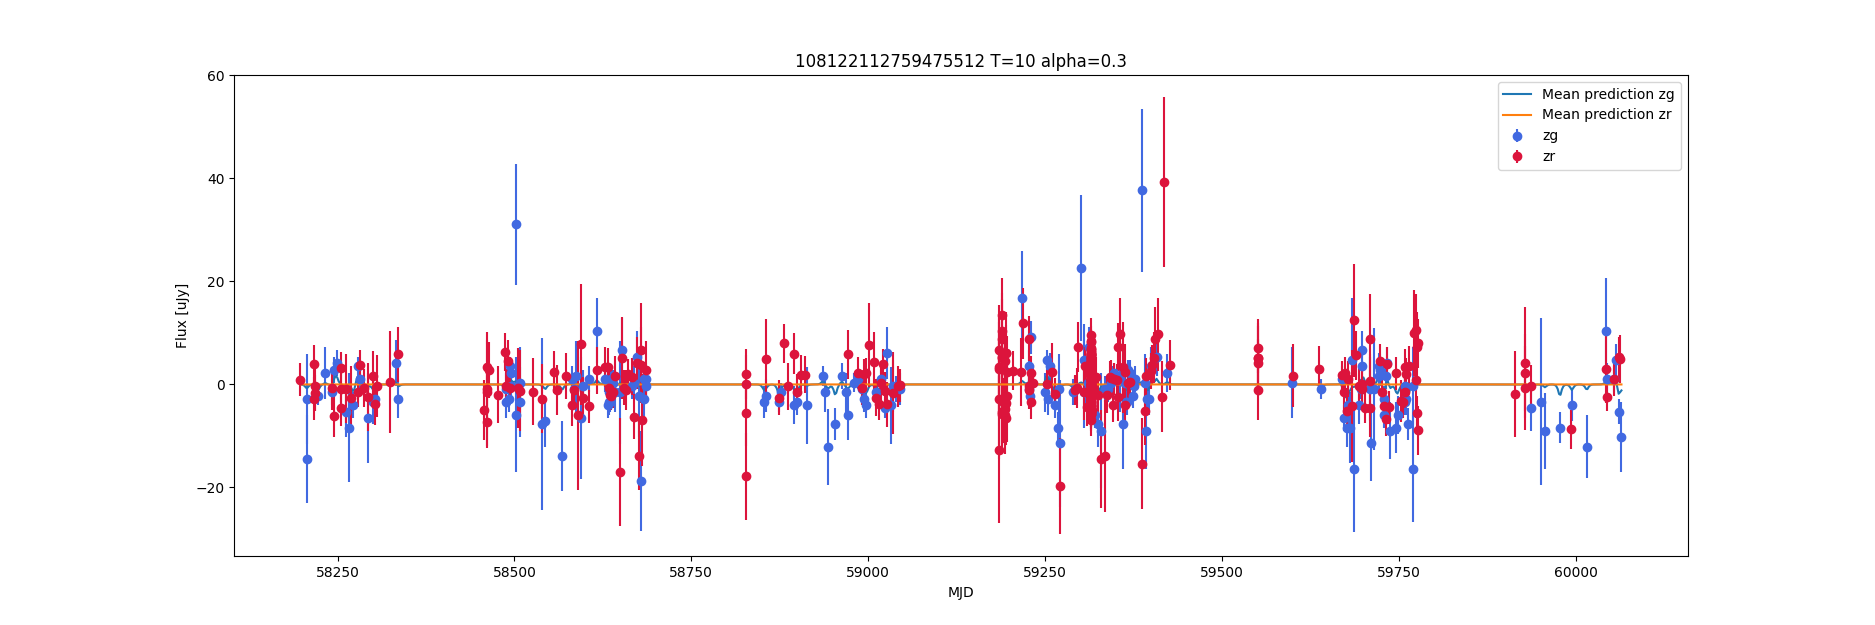 108122112759475512 T=10 alpha=0.3
60
40
20
0
−20
Flux [uJy]
58250 58500 58750 59000 59250 59500 59750 60000
MJD
Mean prediction zg
Mean prediction zr
zg
zr